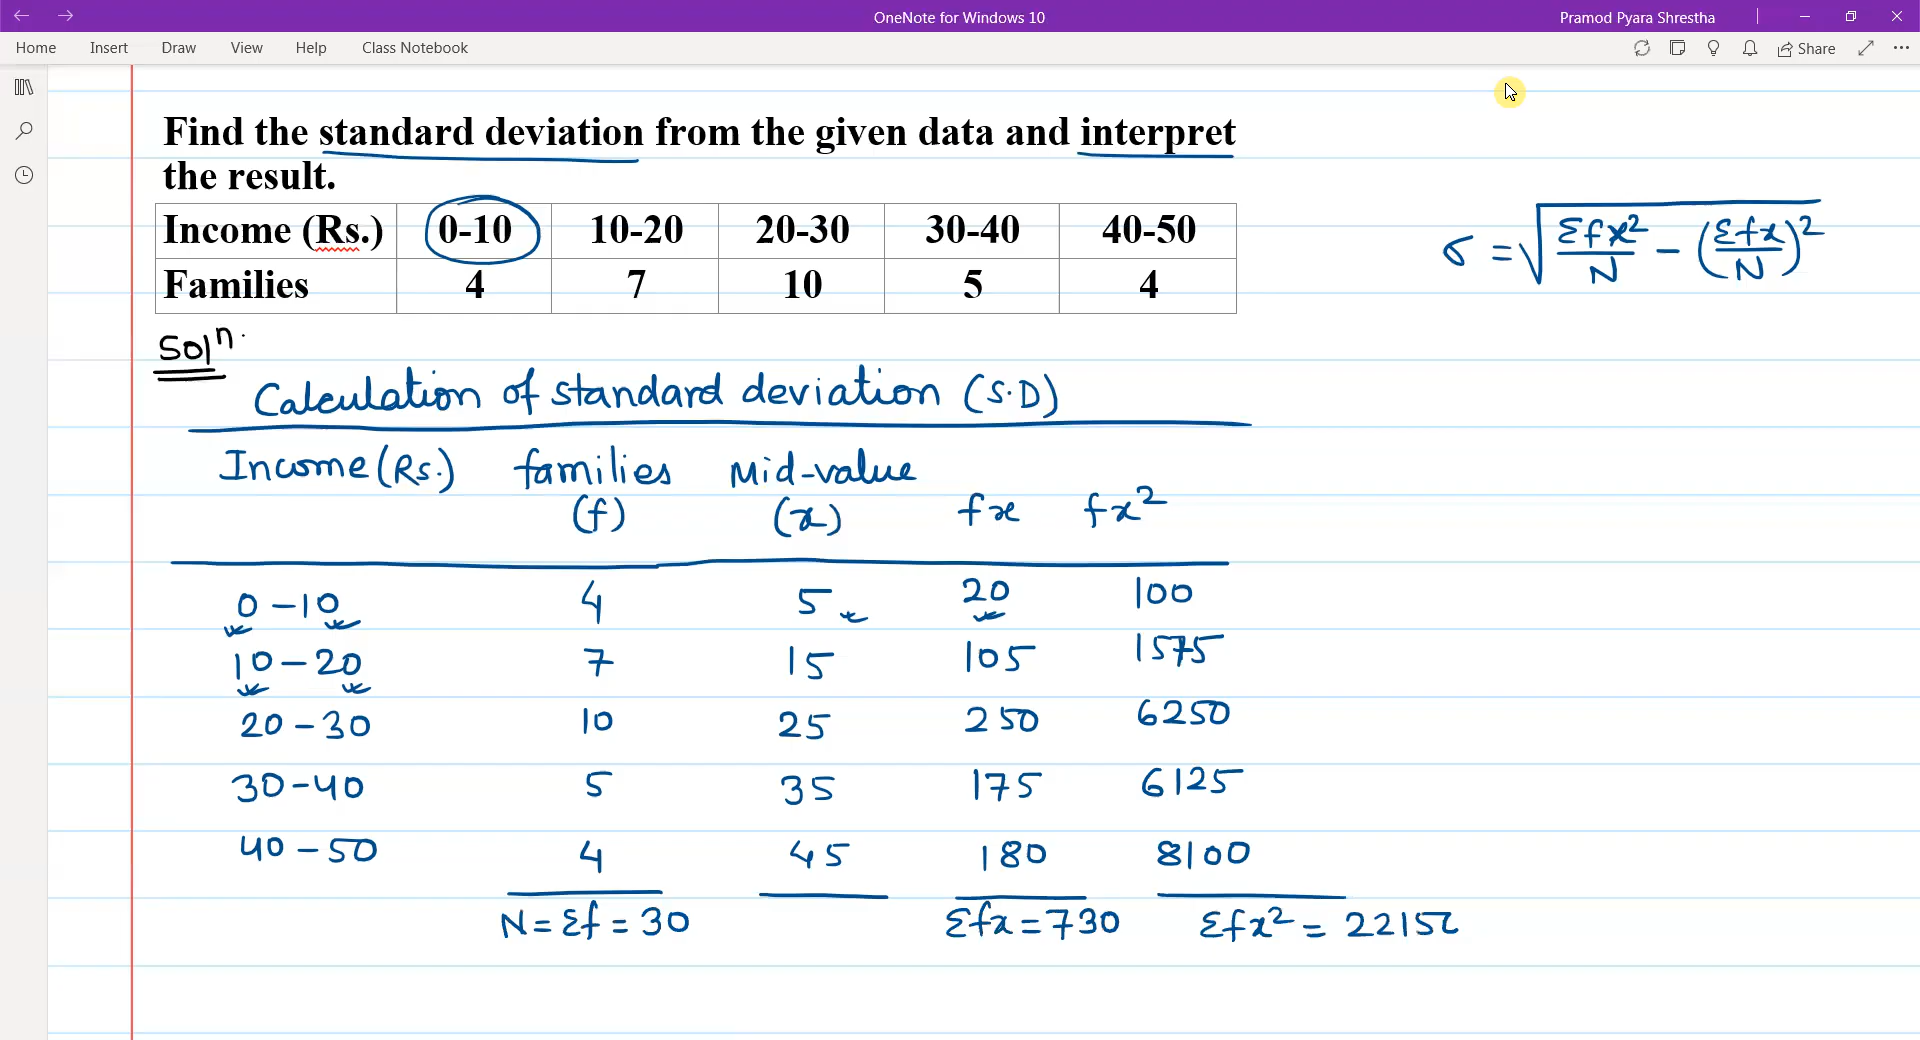 OneNote for Windows 10
Pramod Pyara Shrestha
Home Insert Draw View Help Class Notebook
Share
Find the standard deviation from the given data and interpret
the result.
Income (Rs.) 0-10 10-20 20-30 30-40 40-50
Families 4 7 10 5 4
σ = √(Σfx²/N − (Σfx/N)²)
Solⁿ.
Calculation of standard deviation (S.D)
Income (Rs.) families (f) Mid-value (x) fx fx²
0 - 10 4 5 20 100
10 - 20 7 15 105 1575
20 - 30 10 25 250 6250
30 - 40 5 35 175 6125
40 - 50 4 45 180 8100
N = Σf = 30 Σfx = 730 Σfx² = 2215